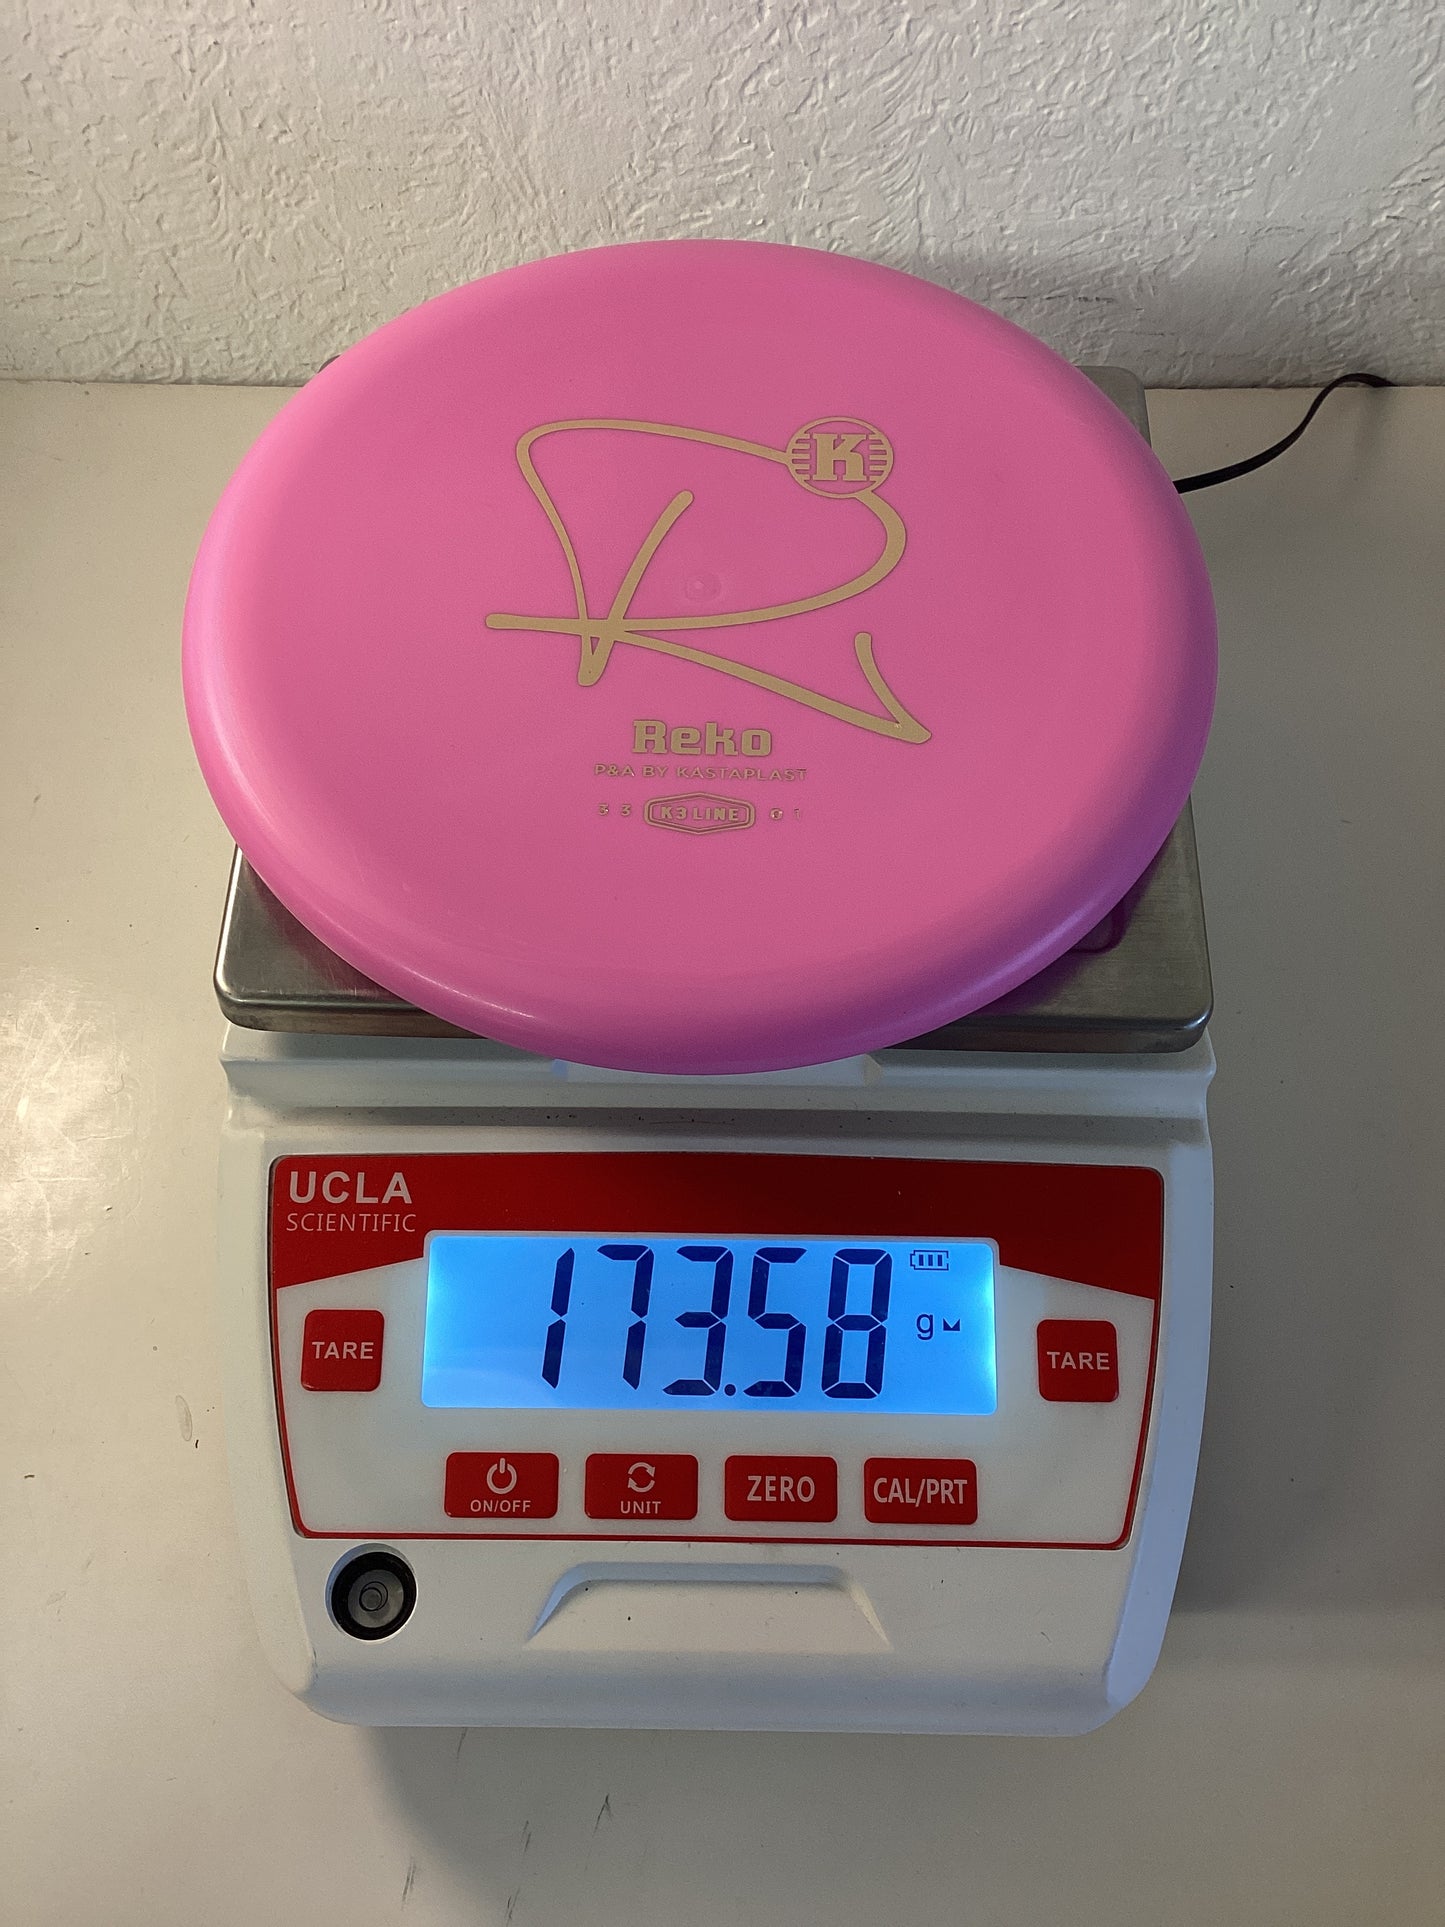 K
Reko
P&A BY KASTAPLAST
3 3 K3 LINE 0 1
UCLA
SCIENTIFIC
173.58 g
TARE
TARE
ON/OFF
UNIT
ZERO
CAL/PRT